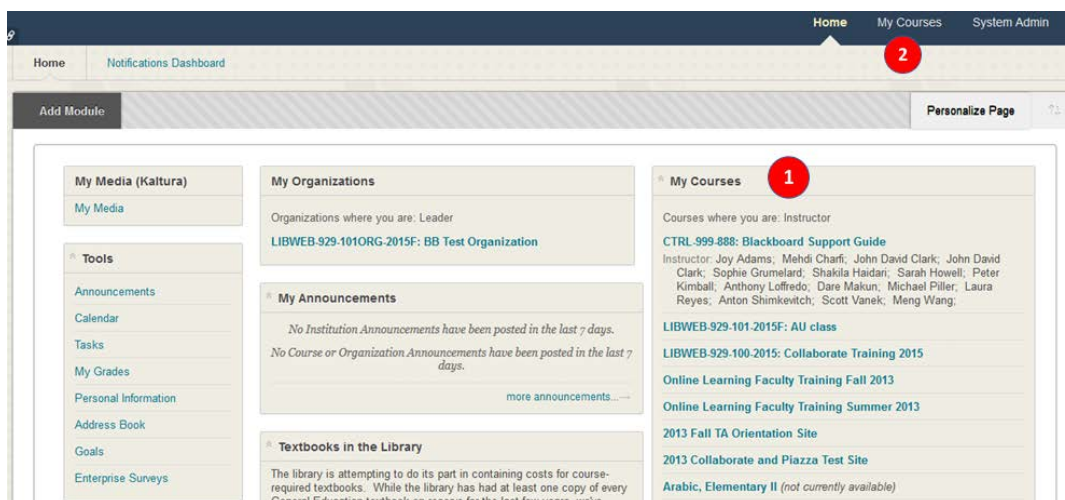 Home My Courses System Admin
2
Home Notifications Dashboard
Add Module
Personalize Page
My Media (Kaltura)
My Media
Tools
Announcements
Calendar
Tasks
My Grades
Personal Information
Address Book
Goals
Enterprise Surveys
My Organizations
Organizations where you are: Leader
LIBWEB-929-101ORG-2015F: BB Test Organization
My Announcements
No Institution Announcements have been posted in the last 7 days.
No Course or Organization Announcements have been posted in the last 7
days.
more announcements...
Textbooks in the Library
The library is attempting to do its part in containing costs for course-
required textbooks. While the library has had at least one copy of every
My Courses 1
Courses where you are: Instructor
CTRL-999-888: Blackboard Support Guide
Instructor: Joy Adams; Mehdi Charfi; John David Clark; John David
Clark; Sophie Grumelard; Shakila Haidari; Sarah Howell; Peter
Kimball; Anthony Loffredo; Dare Makun; Michael Piller; Laura
Reyes; Anton Shimkevitch; Scott Vanek; Meng Wang;
LIBWEB-929-101-2015F: AU class
LIBWEB-929-100-2015: Collaborate Training 2015
Online Learning Faculty Training Fall 2013
Online Learning Faculty Training Summer 2013
2013 Fall TA Orientation Site
2013 Collaborate and Piazza Test Site
Arabic, Elementary II (not currently available)